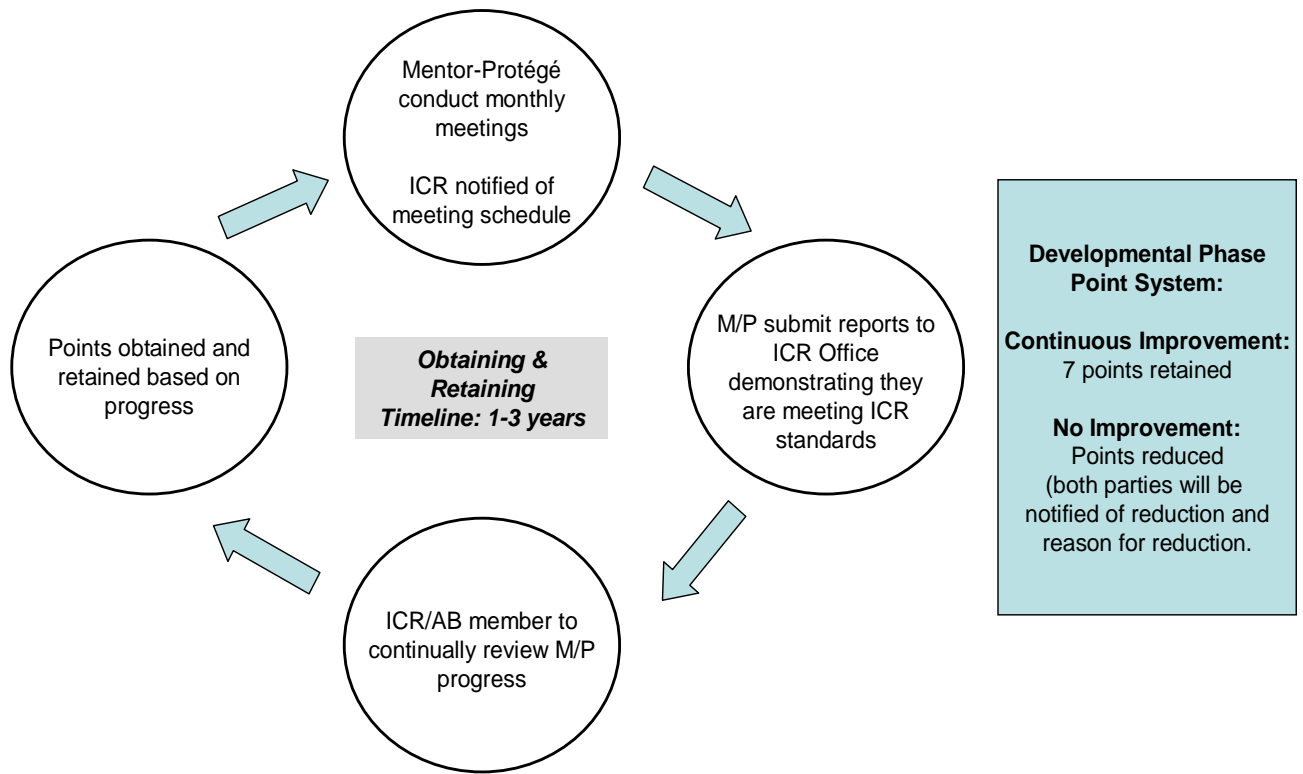 Mentor-Protégé
conduct monthly
meetings
ICR notified of
meeting schedule
M/P submit reports to
ICR Office
demonstrating they
are meeting ICR
standards
ICR/AB member to
continually review M/P
progress
Points obtained and
retained based on
progress
Obtaining &
Retaining
Timeline: 1-3 years
Developmental Phase
Point System:
Continuous Improvement:
7 points retained
No Improvement:
Points reduced
(both parties will be
notified of reduction and
reason for reduction.